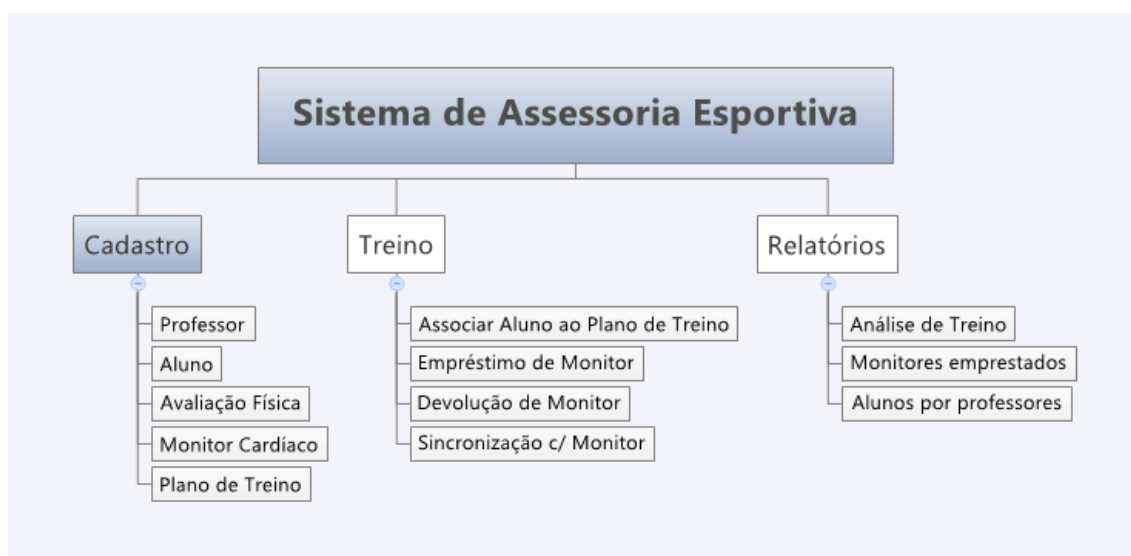 Sistema de Assessoria Esportiva
Cadastro
Professor
Aluno
Avaliação Física
Monitor Cardíaco
Plano de Treino
Treino
Associar Aluno ao Plano de Treino
Empréstimo de Monitor
Devolução de Monitor
Sincronização c/ Monitor
Relatórios
Análise de Treino
Monitores emprestados
Alunos por professores